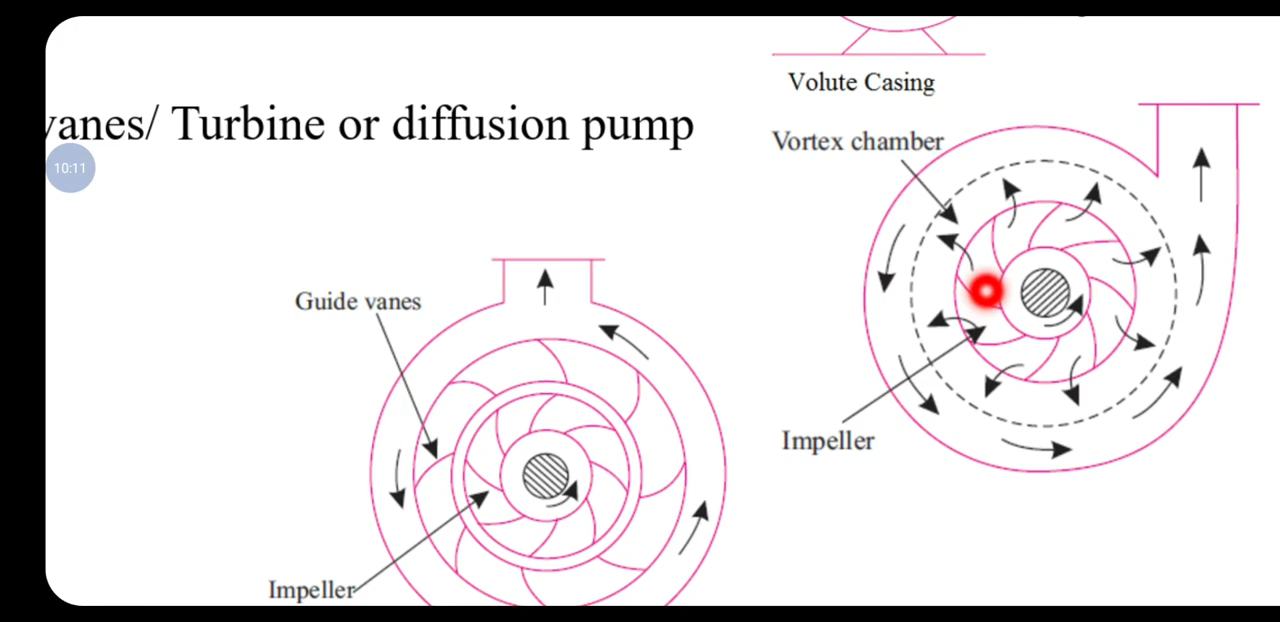 Volute Casing
vanes/ Turbine or diffusion pump
Vortex chamber
10:11
Guide vanes
Impeller
Impeller